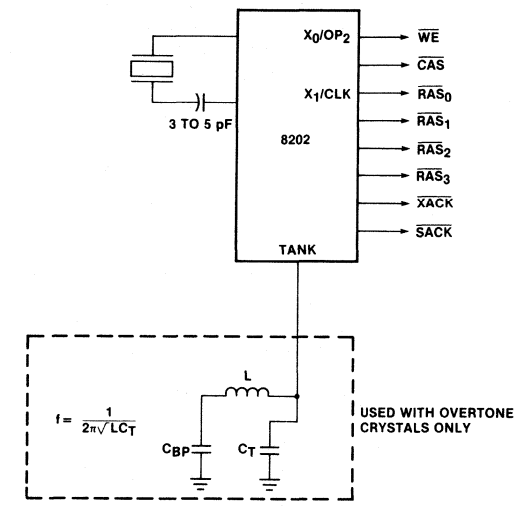 X0/OP2
WE
CAS
X1/CLK
RAS0
3 TO 5 pF
RAS1
8202
RAS2
RAS3
XACK
SACK
TANK
L
f = 1/2π√LCT
USED WITH OVERTONE
CRYSTALS ONLY
CBP
CT